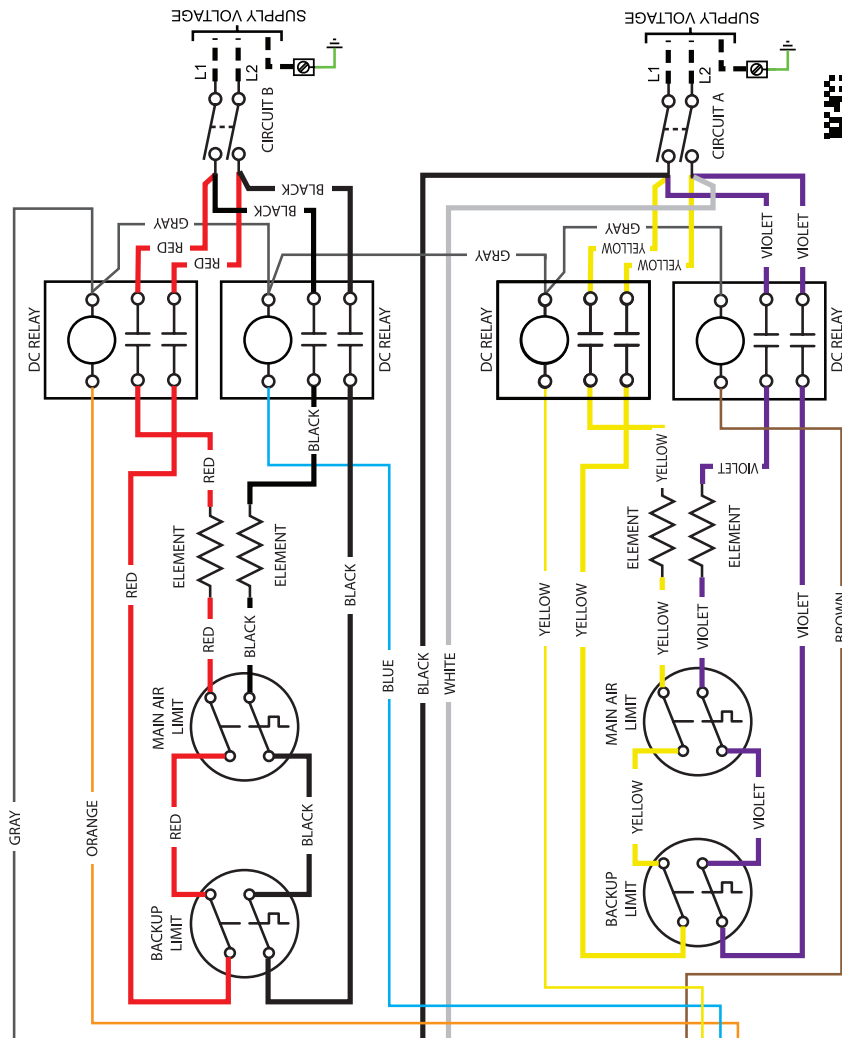 SUPPLY VOLTAGE
SUPPLY VOLTAGE
L1
L2
L1
L2
CIRCUIT B
CIRCUIT A
BLACK
BLACK
GRAY
RED
RED
GRAY
GRAY
YELLOW
YELLOW
VIOLET
VIOLET
DC RELAY
DC RELAY
DC RELAY
DC RELAY
BLACK
RED
YELLOW
VIOLET
ELEMENT
ELEMENT
ELEMENT
ELEMENT
RED
BLACK
YELLOW
YELLOW
VIOLET
BROWN
RED
BLACK
YELLOW
VIOLET
BLUE
BLACK
WHITE
MAIN AIR
LIMIT
MAIN AIR
LIMIT
GRAY
ORANGE
RED
BLACK
YELLOW
VIOLET
BACKUP
LIMIT
BACKUP
LIMIT